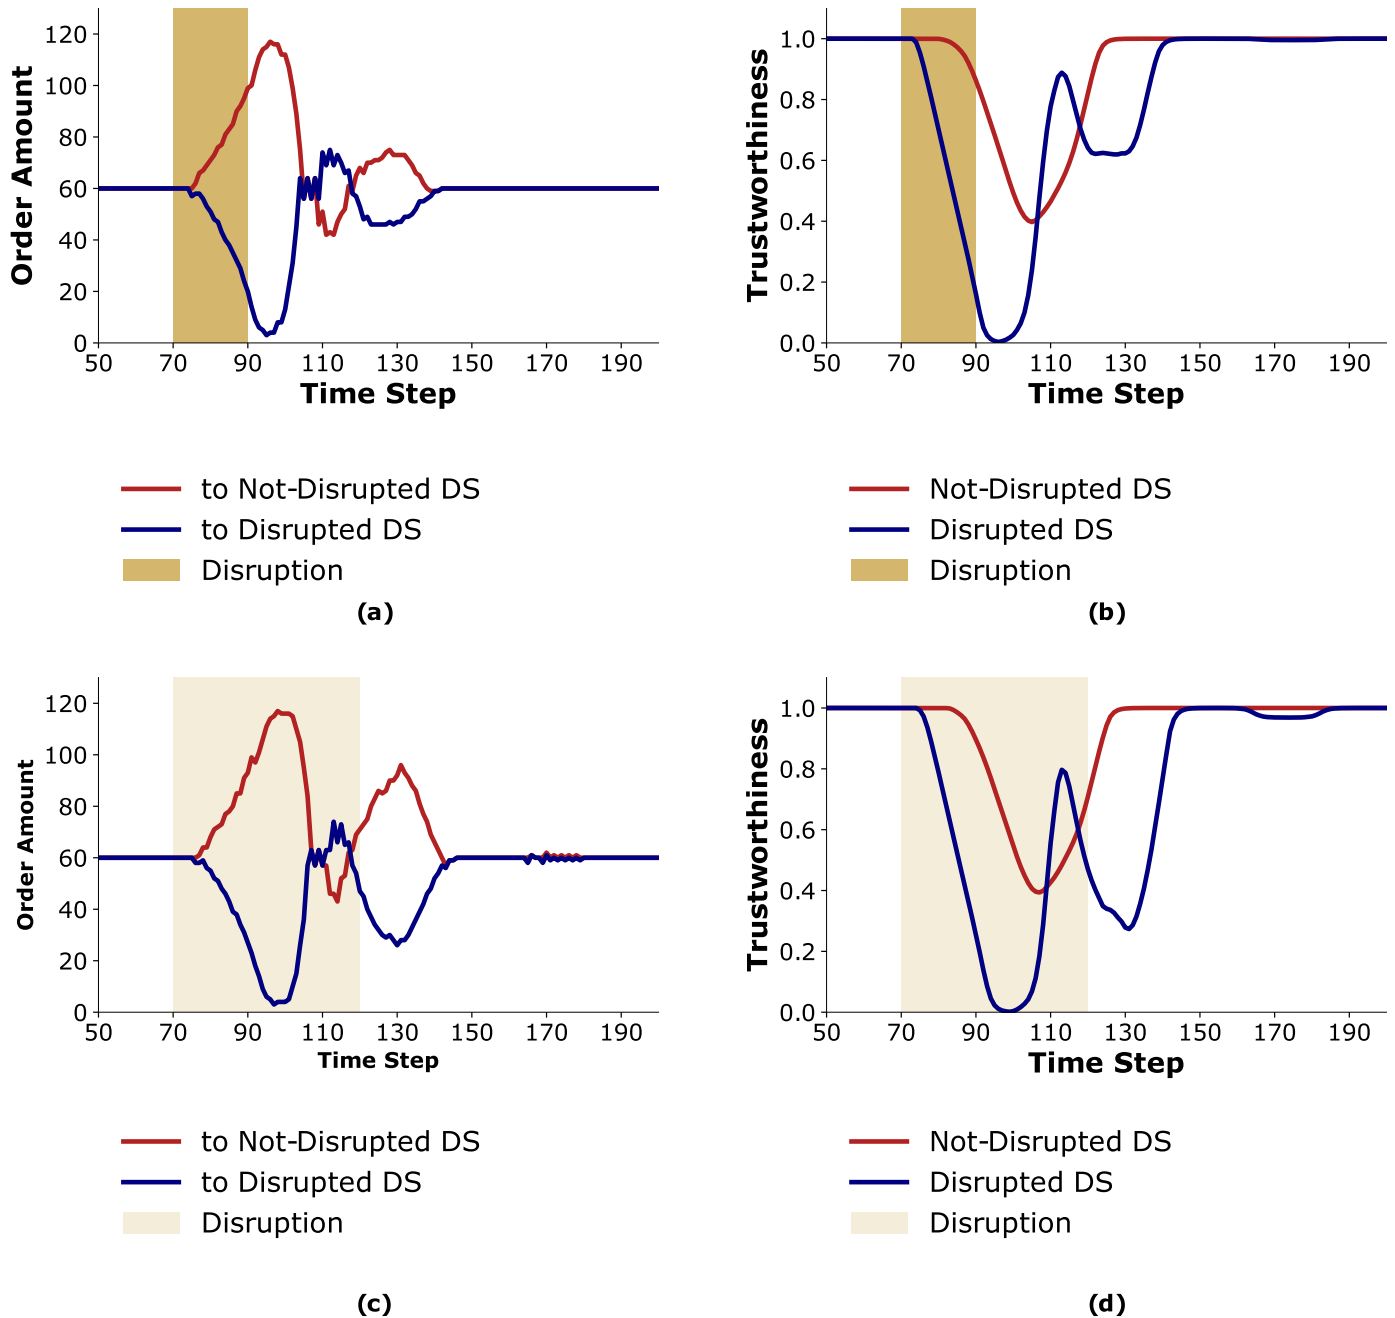 Order Amount
120
100
80
60
40
20
0
50 70 90 110 130 150 170 190
Time Step
to Not-Disrupted DS
to Disrupted DS
Disruption
(a)
Trustworthiness
1.0
0.8
0.6
0.4
0.2
0.0
50 70 90 110 130 150 170 190
Time Step
Not-Disrupted DS
Disrupted DS
Disruption
(b)
Order Amount
120
100
80
60
40
20
0
50 70 90 110 130 150 170 190
Time Step
to Not-Disrupted DS
to Disrupted DS
Disruption
(c)
Trustworthiness
1.0
0.8
0.6
0.4
0.2
0.0
50 70 90 110 130 150 170 190
Time Step
Not-Disrupted DS
Disrupted DS
Disruption
(d)